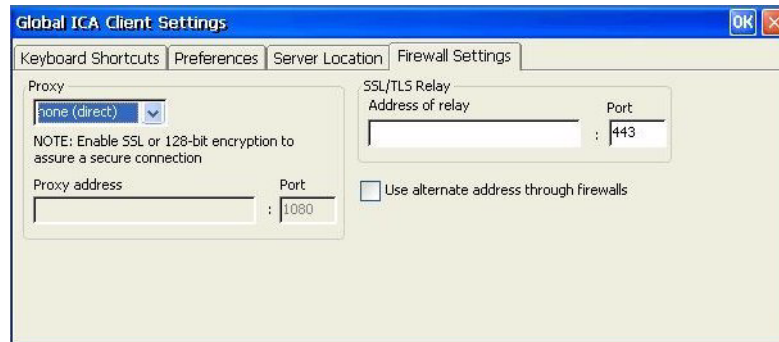 Global ICA Client Settings OK
Keyboard Shortcuts Preferences Server Location Firewall Settings
Proxy
none (direct)
NOTE: Enable SSL or 128-bit encryption to
assure a secure connection
Proxy address Port
: 1080
SSL/TLS Relay
Address of relay Port
: 443
Use alternate address through firewalls